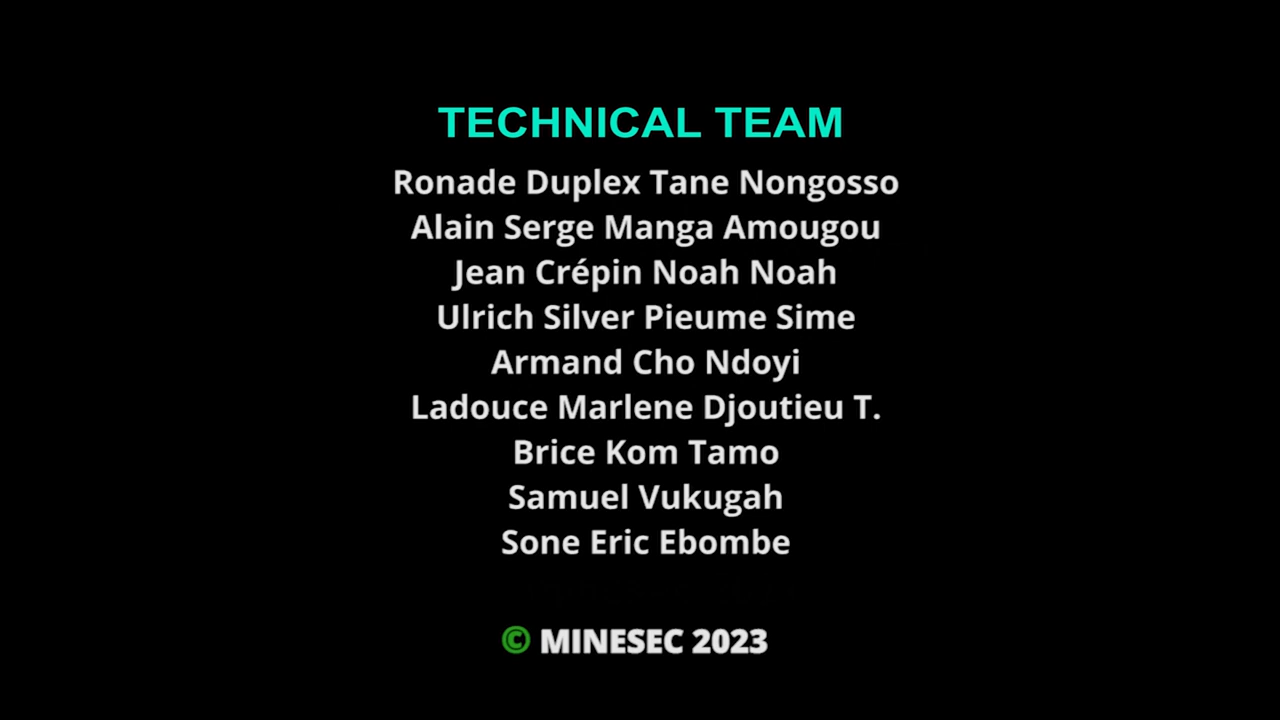 TECHNICAL TEAM
Ronade Duplex Tane Nongosso
Alain Serge Manga Amougou
Jean Crépin Noah Noah
Ulrich Silver Pieume Sime
Armand Cho Ndoyi
Ladouce Marlene Djoutieu T.
Brice Kom Tamo
Samuel Vukugah
Sone Eric Ebombe
© MINESEC 2023